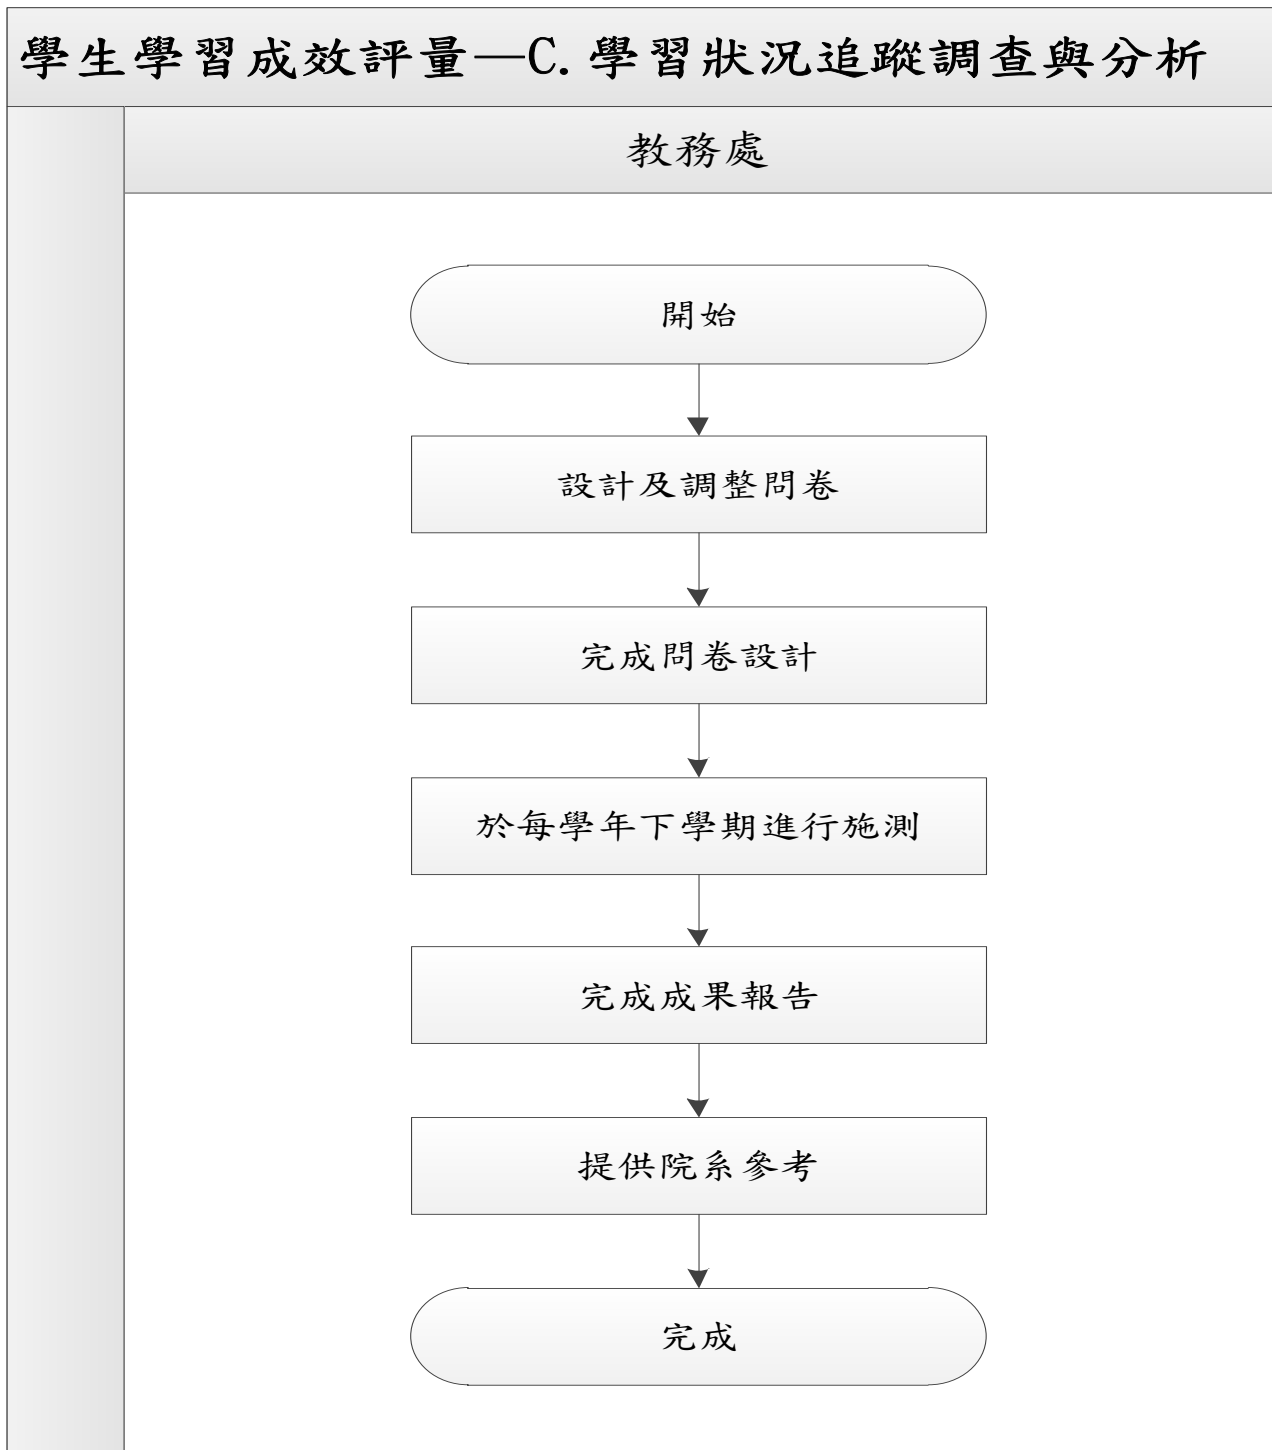 學生學習成效評量—C.學習狀況追蹤調查與分析
教務處
開始
設計及調整問卷
完成問卷設計
於每學年下學期進行施測
完成成果報告
提供院系參考
完成